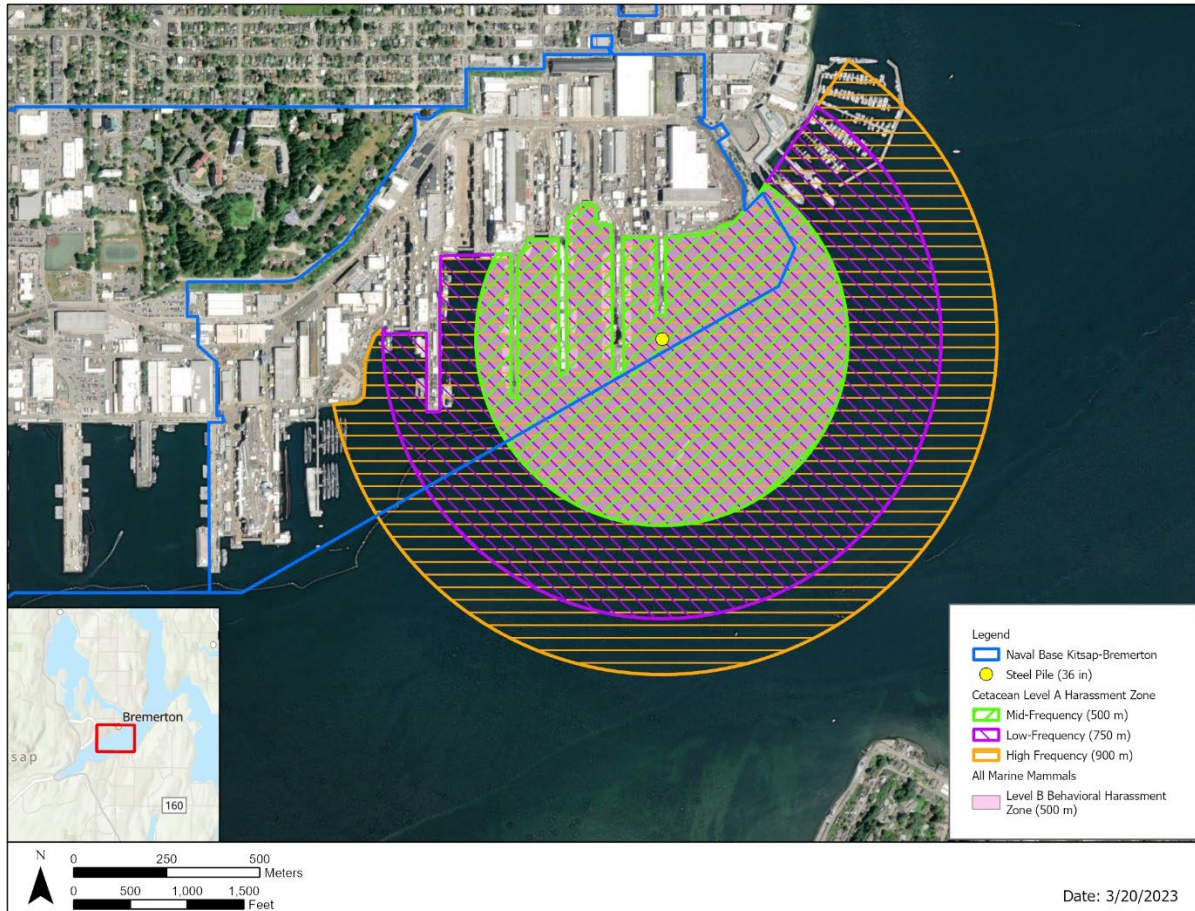 Legend
Naval Base Kitsap-Bremerton
Steel Pile (36 in)
Cetacean Level A Harassment Zone
Mid-Frequency (500 m)
Low-Frequency (750 m)
High Frequency (900 m)
All Marine Mammals
Level B Behavioral Harassment
Zone (500 m)
Bremerton
sap
160
N
0 250 500
Meters
0 500 1,000 1,500
Feet
Date: 3/20/2023